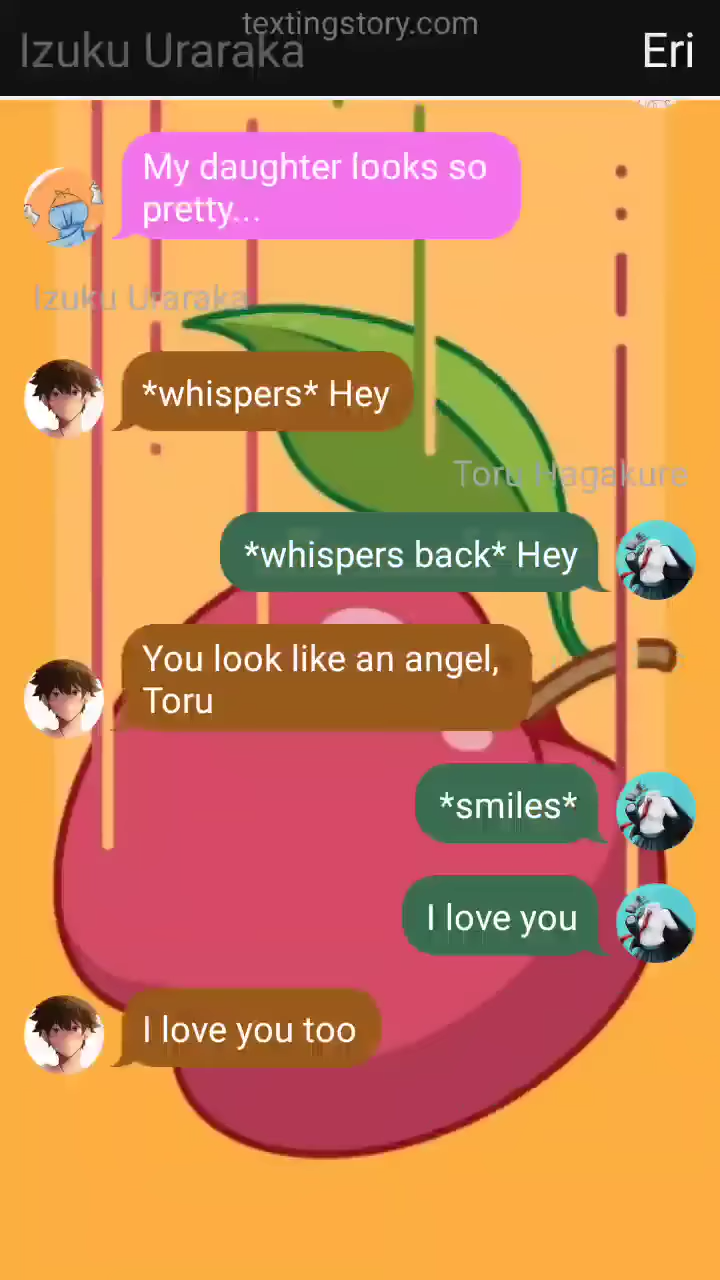 textingstory.com
Izuku Uraraka
Eri
My daughter looks so
pretty...
Izuku Uraraka
*whispers* Hey
Toru Hagakure
*whispers back* Hey
You look like an angel,
Toru
*smiles*
I love you
I love you too